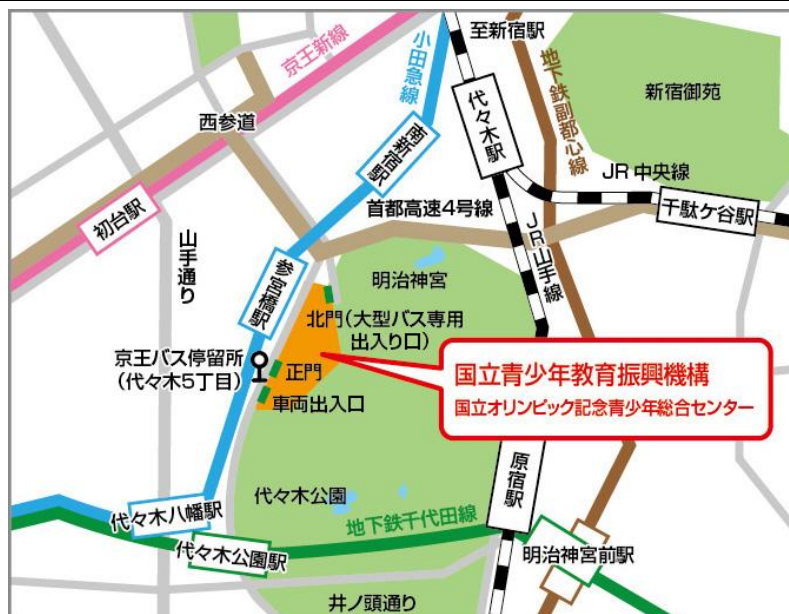 至新宿駅
京王新線
小田急線
地下鉄副都心線
新宿御苑
代々木駅
西参道
南新宿駅
JR中央線
千駄ケ谷駅
初台駅
首都高速4号線
JR山手線
山手通り
参宮橋駅
明治神宮
北門(大型バス専用
出入り口)
京王バス停留所
(代々木5丁目)
正門
車両出入口
国立青少年教育振興機構
国立オリンピック記念青少年総合センター
原宿駅
代々木公園
代々木八幡駅
地下鉄千代田線
代々木公園駅
明治神宮前駅
井ノ頭通り